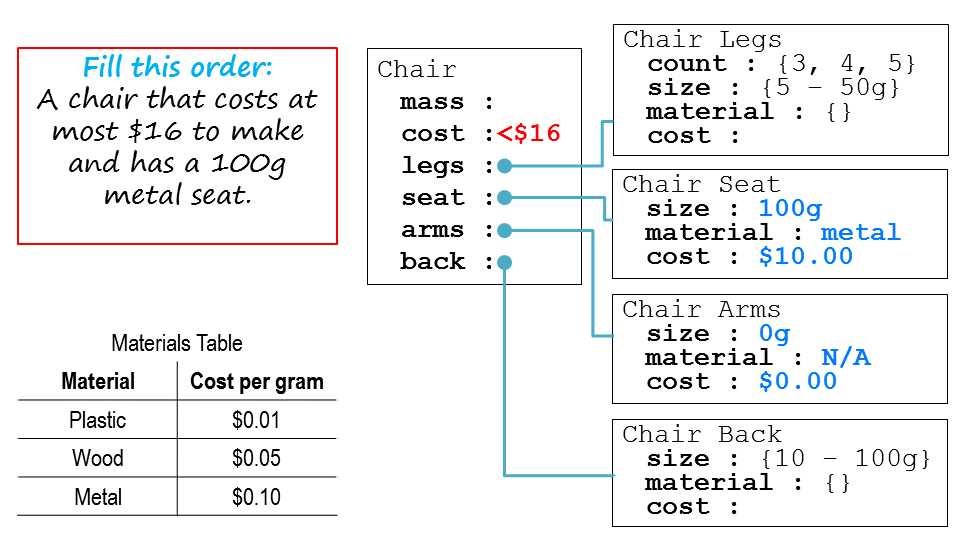 Fill this order:
A chair that costs at
most $16 to make
and has a 100g
metal seat.
Materials Table
Material Cost per gram
Plastic $0.01
Wood $0.05
Metal $0.10
Chair
mass :
cost :<$16
legs :
seat :
arms :
back :
Chair Legs
count : {3, 4, 5}
size : {5 – 50g}
material : {}
cost :
Chair Seat
size : 100g
material : metal
cost : $10.00
Chair Arms
size : 0g
material : N/A
cost : $0.00
Chair Back
size : {10 – 100g}
material : {}
cost :